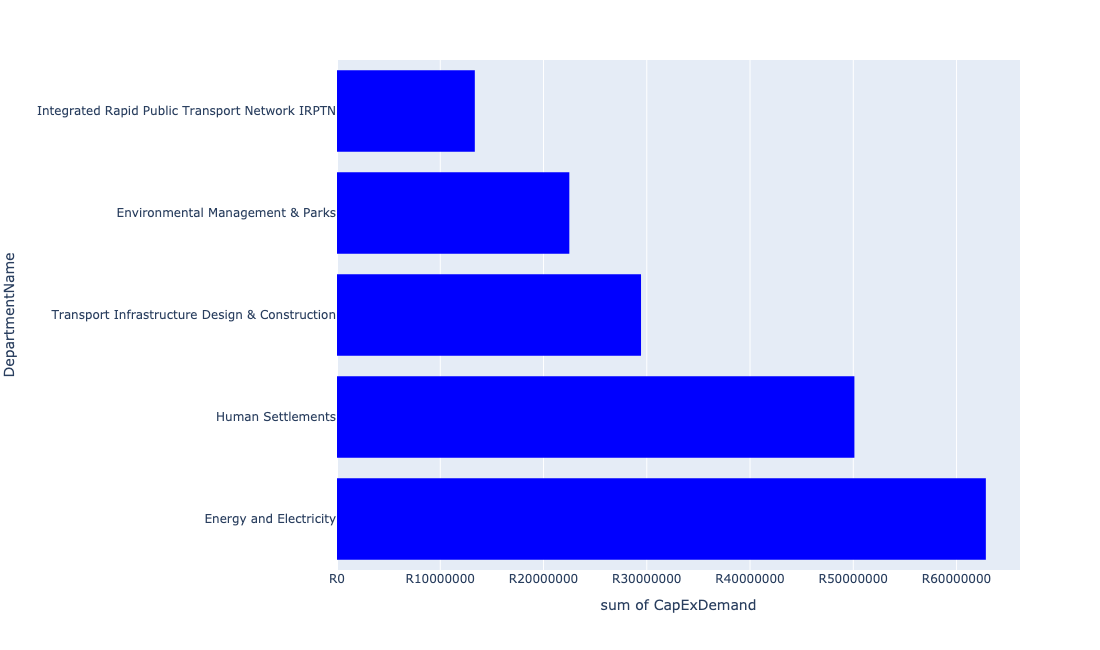 DepartmentName
Integrated Rapid Public Transport Network IRPTN
Environmental Management & Parks
Transport Infrastructure Design & Construction
Human Settlements
Energy and Electricity
R0 R10000000 R20000000 R30000000 R40000000 R50000000 R60000000
sum of CapExDemand